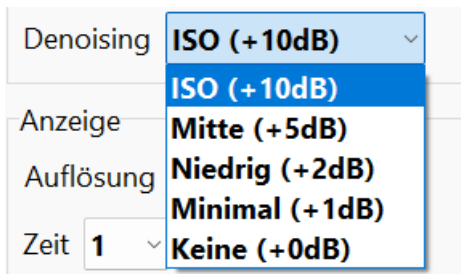 Denoising ISO (+10dB)
ISO (+10dB)
Anzeige
Mitte (+5dB)
Auflösung
Niedrig (+2dB)
Minimal (+1dB)
Zeit 1
Keine (+0dB)